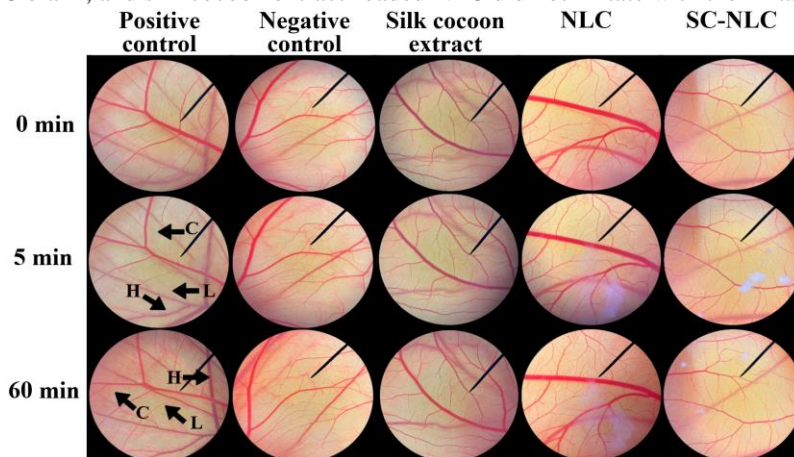 Positive control
Negative control
Silk cocoon extract
NLC
SC-NLC
0 min
5 min
C
H
L
60 min
H
C
L